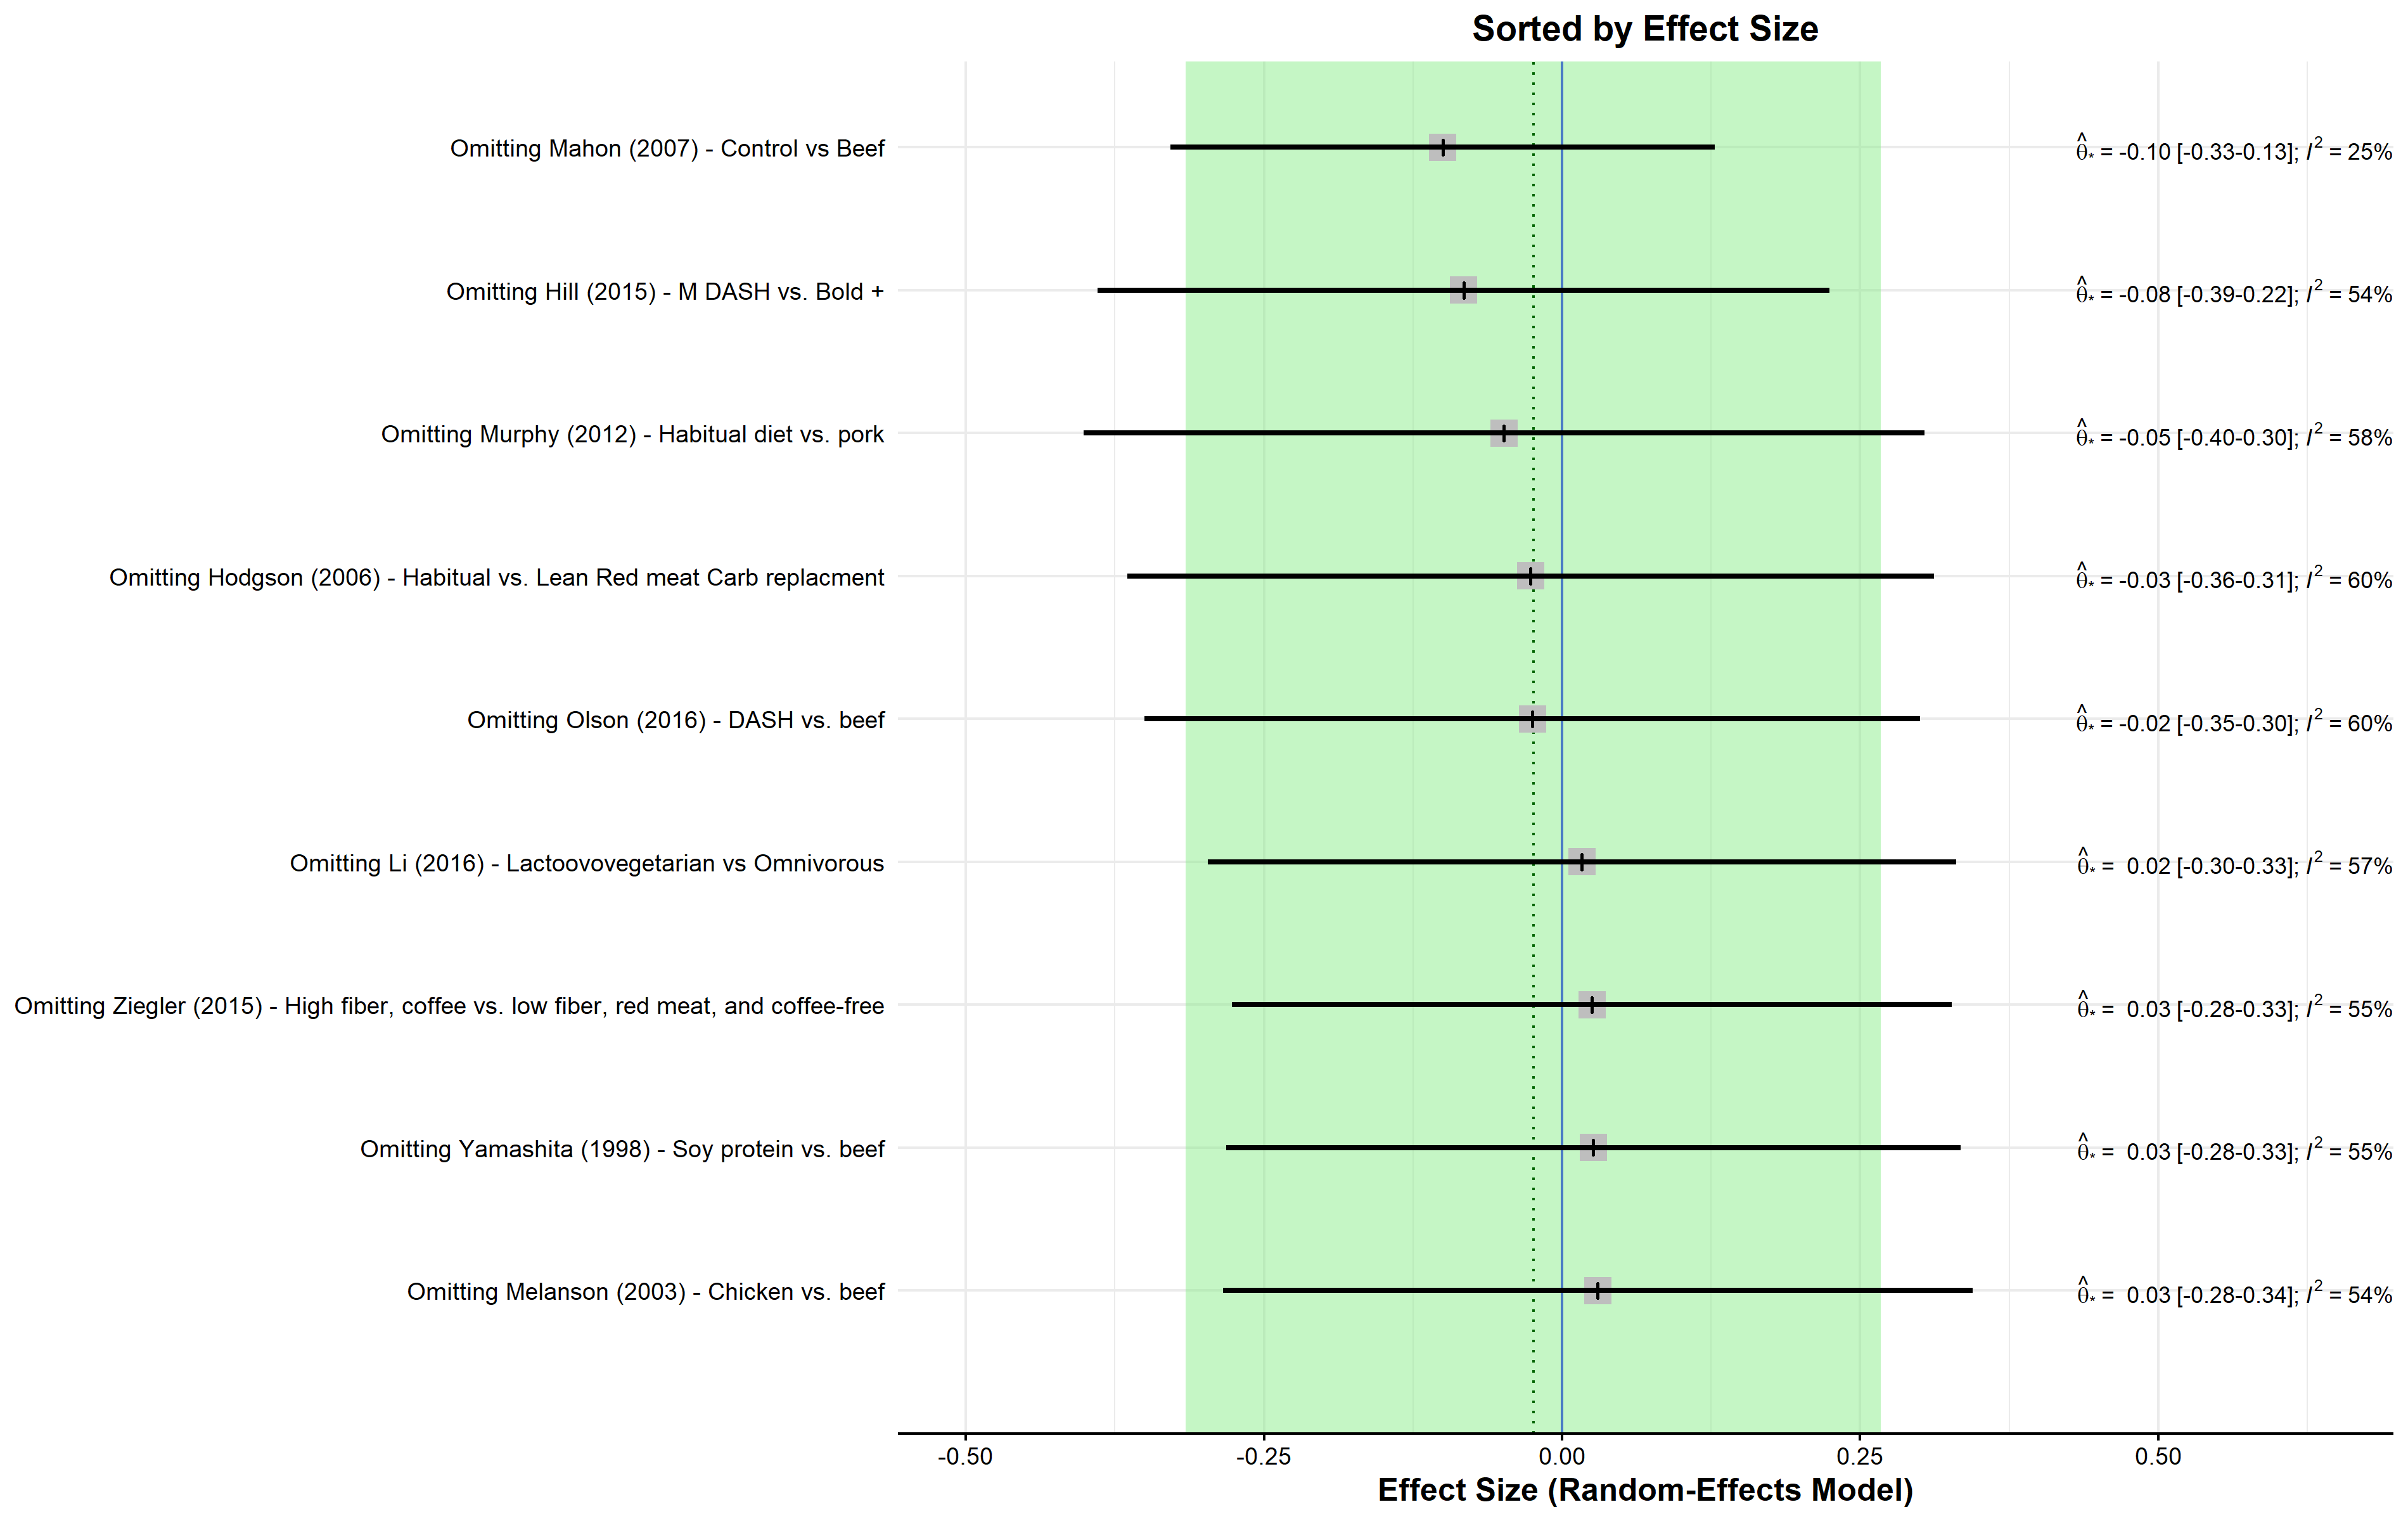 Sorted by Effect Size
Omitting Mahon (2007) - Control vs Beef θ̂* = -0.10 [-0.33-0.13]; I² = 25%
Omitting Hill (2015) - M DASH vs. Bold + θ̂* = -0.08 [-0.39-0.22]; I² = 54%
Omitting Murphy (2012) - Habitual diet vs. pork θ̂* = -0.05 [-0.40-0.30]; I² = 58%
Omitting Hodgson (2006) - Habitual vs. Lean Red meat Carb replacment θ̂* = -0.03 [-0.36-0.31]; I² = 60%
Omitting Olson (2016) - DASH vs. beef θ̂* = -0.02 [-0.35-0.30]; I² = 60%
Omitting Li (2016) - Lactoovovegetarian vs Omnivorous θ̂* = 0.02 [-0.30-0.33]; I² = 57%
Omitting Ziegler (2015) - High fiber, coffee vs. low fiber, red meat, and coffee-free θ̂* = 0.03 [-0.28-0.33]; I² = 55%
Omitting Yamashita (1998) - Soy protein vs. beef θ̂* = 0.03 [-0.28-0.33]; I² = 55%
Omitting Melanson (2003) - Chicken vs. beef θ̂* = 0.03 [-0.28-0.34]; I² = 54%
-0.50 -0.25 0.00 0.25 0.50
Effect Size (Random-Effects Model)